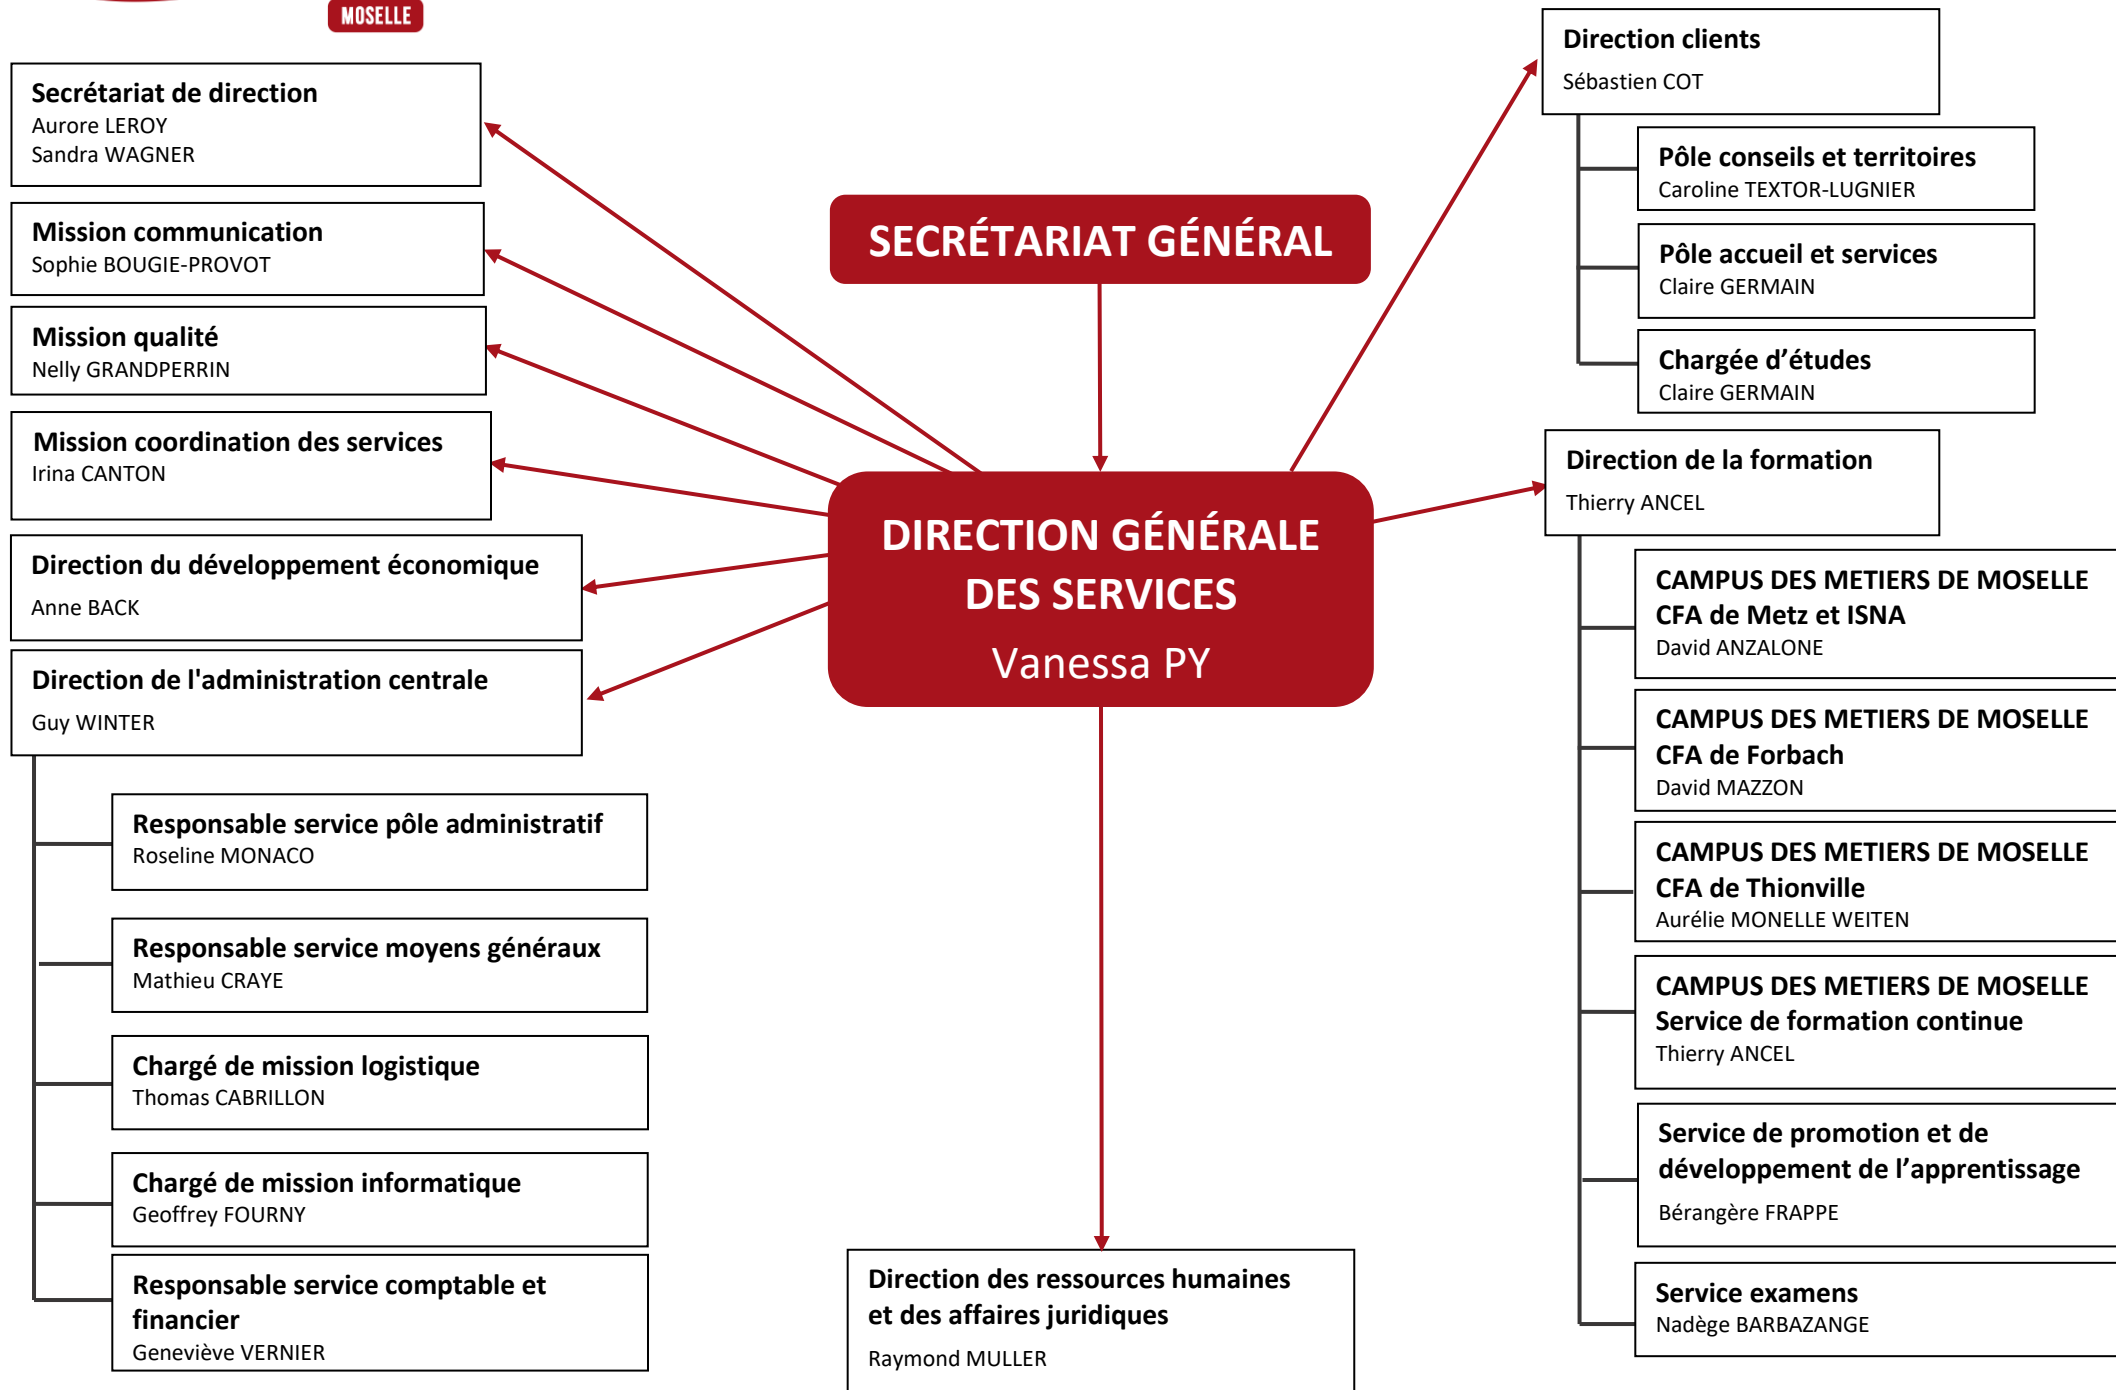 MOSELLE
Secrétariat de direction
Aurore LEROY
Sandra WAGNER
Mission communication
Sophie BOUGIE-PROVOT
Mission qualité
Nelly GRANDPERRIN
Mission coordination des services
Irina CANTON
Direction du développement économique
Anne BACK
Direction de l'administration centrale
Guy WINTER
Responsable service pôle administratif
Roseline MONACO
Responsable service moyens généraux
Mathieu CRAYE
Chargé de mission logistique
Thomas CABRILLON
Chargé de mission informatique
Geoffrey FOURNY
Responsable service comptable et
financier
Geneviève VERNIER
SECRÉTARIAT GÉNÉRAL
DIRECTION GÉNÉRALE
DES SERVICES
Vanessa PY
Direction des ressources humaines
et des affaires juridiques
Raymond MULLER
Direction clients
Sébastien COT
Pôle conseils et territoires
Caroline TEXTOR-LUGNIER
Pôle accueil et services
Claire GERMAIN
Chargée d’études
Claire GERMAIN
Direction de la formation
Thierry ANCEL
CAMPUS DES METIERS DE MOSELLE
CFA de Metz et ISNA
David ANZALONE
CAMPUS DES METIERS DE MOSELLE
CFA de Forbach
David MAZZON
CAMPUS DES METIERS DE MOSELLE
CFA de Thionville
Aurélie MONELLE WEITEN
CAMPUS DES METIERS DE MOSELLE
Service de formation continue
Thierry ANCEL
Service de promotion et de
développement de l’apprentissage
Bérangère FRAPPE
Service examens
Nadège BARBAZANGE